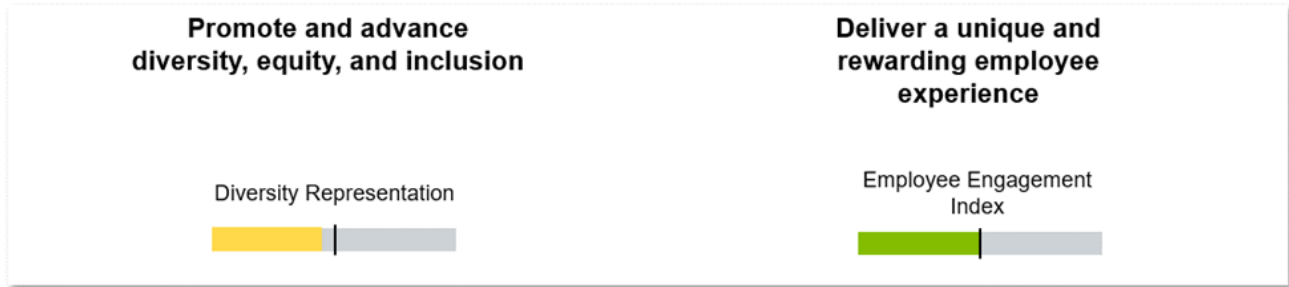 Promote and advance
diversity, equity, and inclusion
Diversity Representation
Deliver a unique and
rewarding employee
experience
Employee Engagement
Index